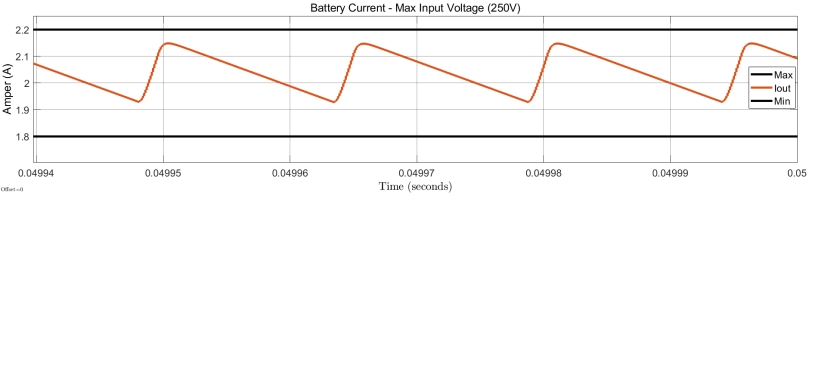 Battery Current - Max Input Voltage (250V)
Amper (A)
2.2
2.1
2
1.9
1.8
Max
Iout
Min
0.04994
0.04995
0.04996
0.04997
0.04998
0.04999
0.05
Time (seconds)
Offset=0